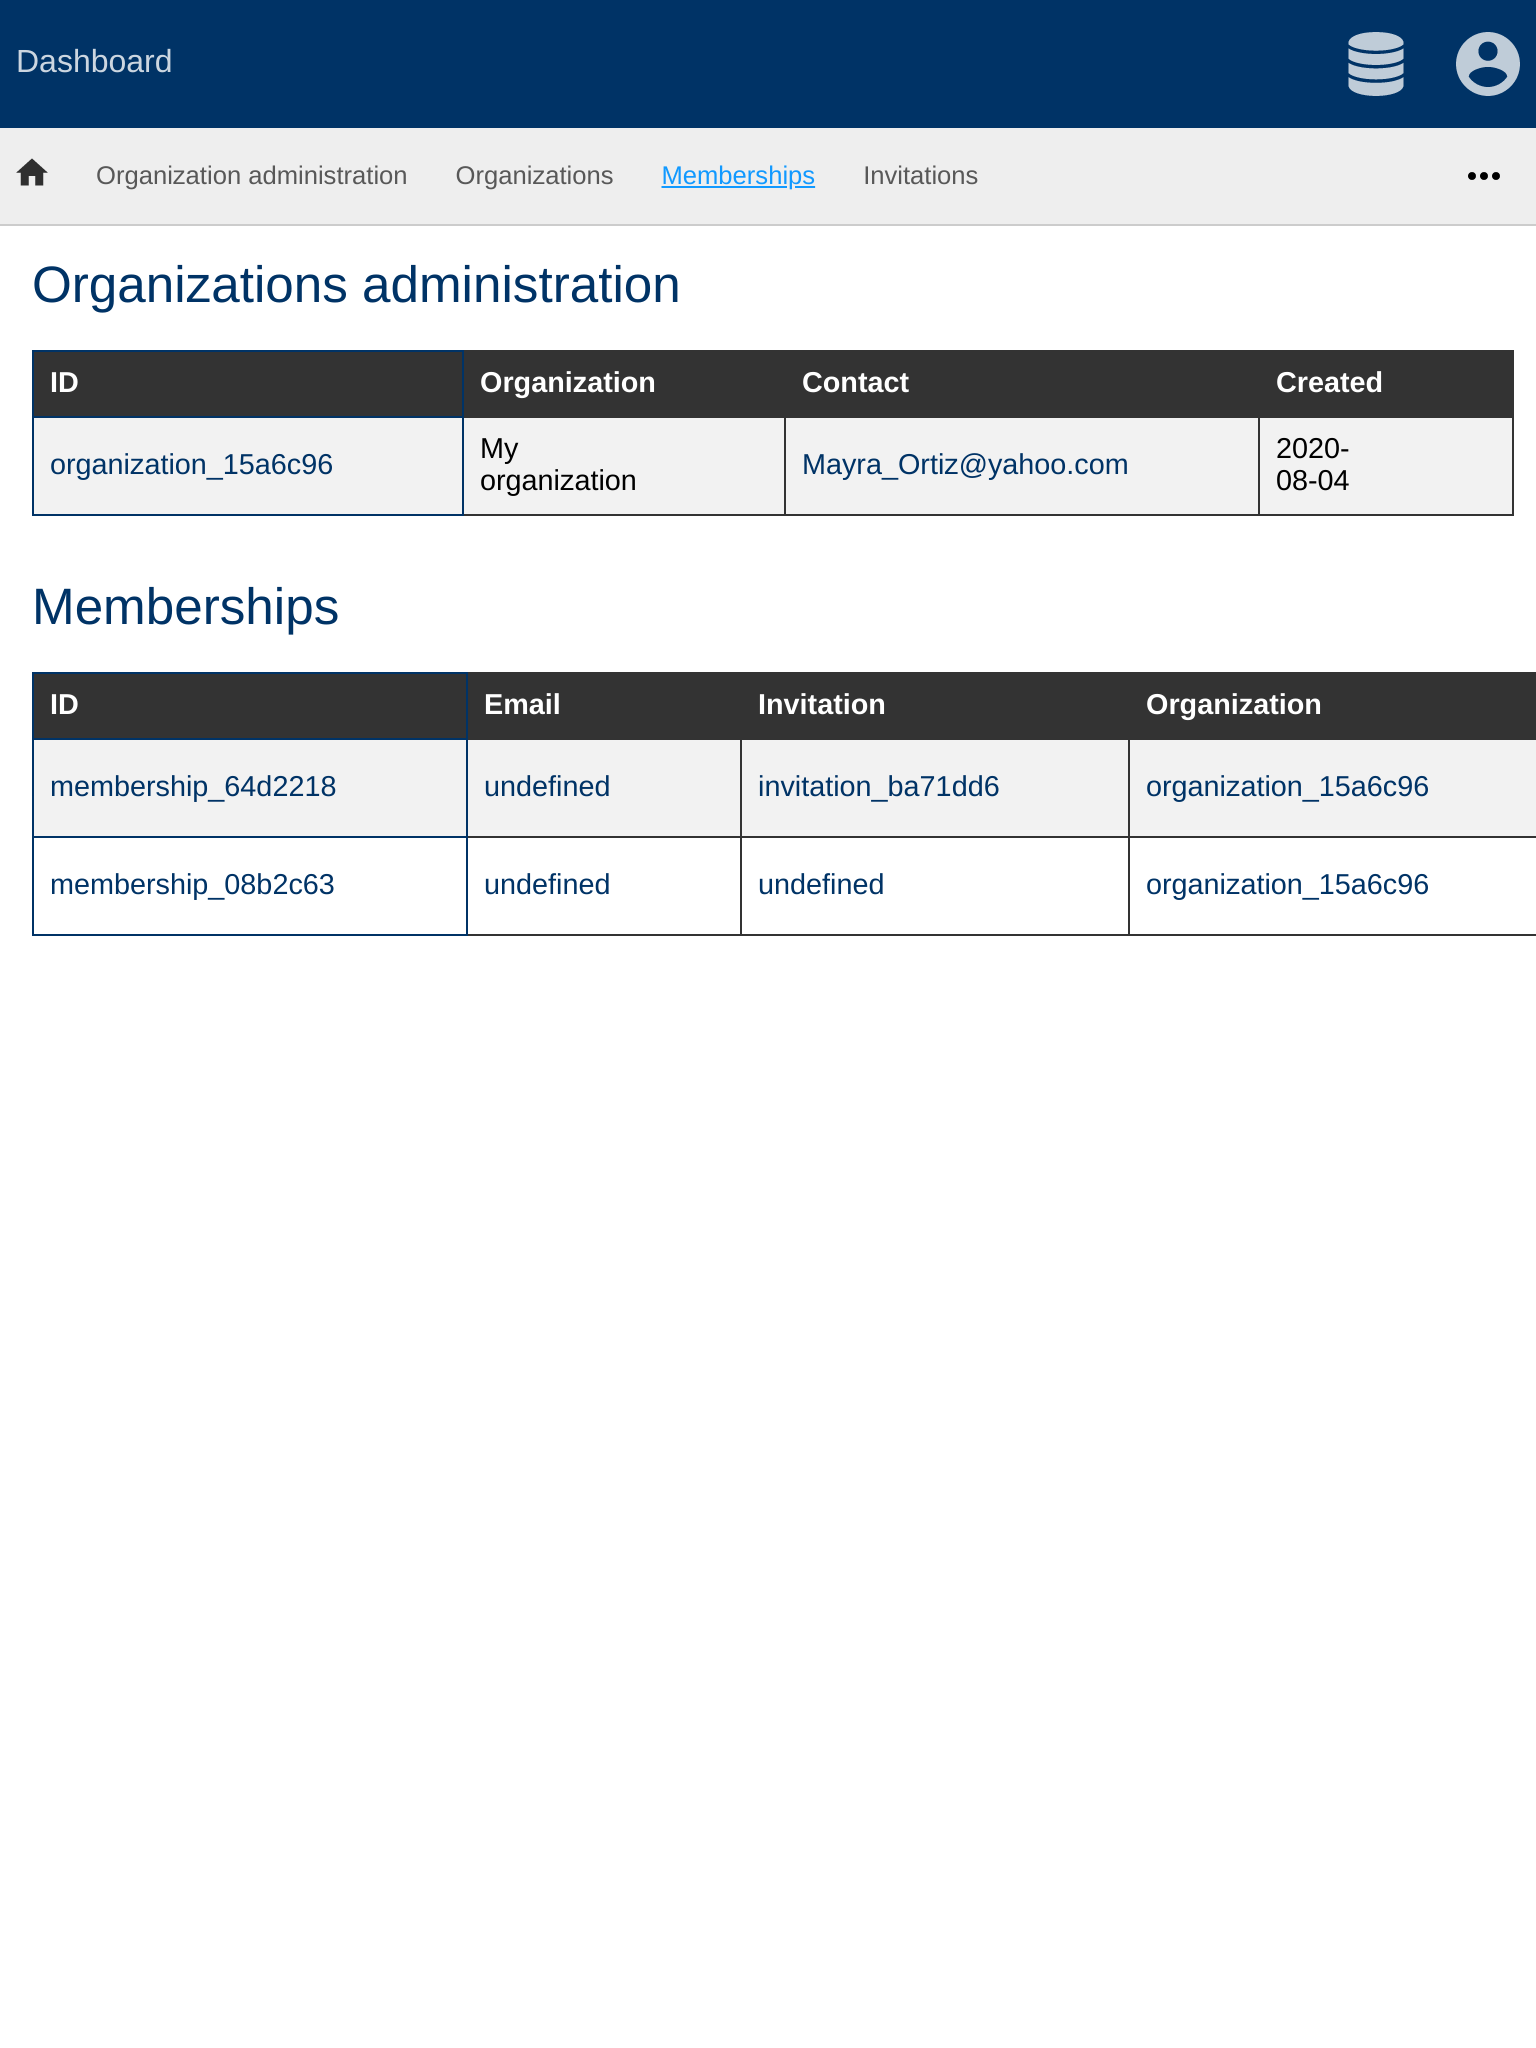 Dashboard
Organization administration Organizations Memberships Invitations
Organizations administration
ID Organization Contact Created
organization_15a6c96 My organization Mayra_Ortiz@yahoo.com 2020-08-04
Memberships
ID Email Invitation Organization
membership_64d2218 undefined invitation_ba71dd6 organization_15a6c96
membership_08b2c63 undefined undefined organization_15a6c96